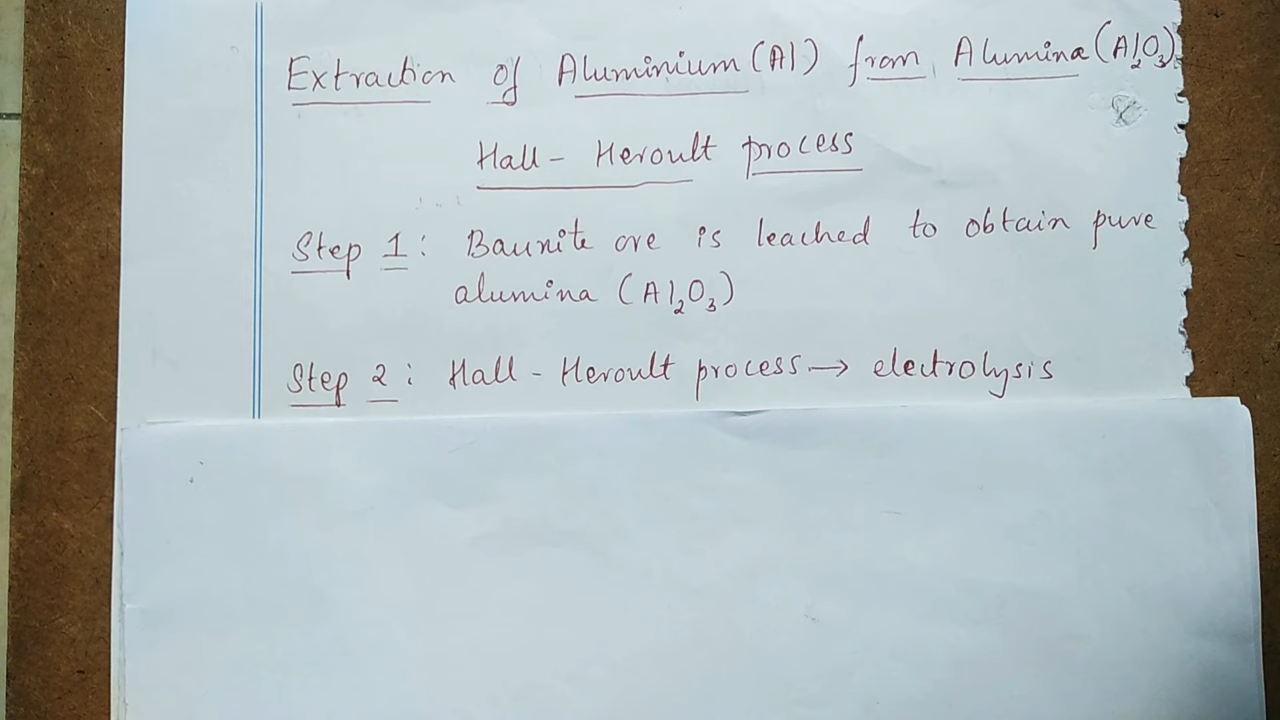 Extraction of Aluminium (Al) from Alumina (Al₂O₃)
Hall - Heroult process
Step 1: Bauxite ore is leached to obtain pure
alumina (Al₂O₃)
Step 2: Hall - Heroult process → electrolysis